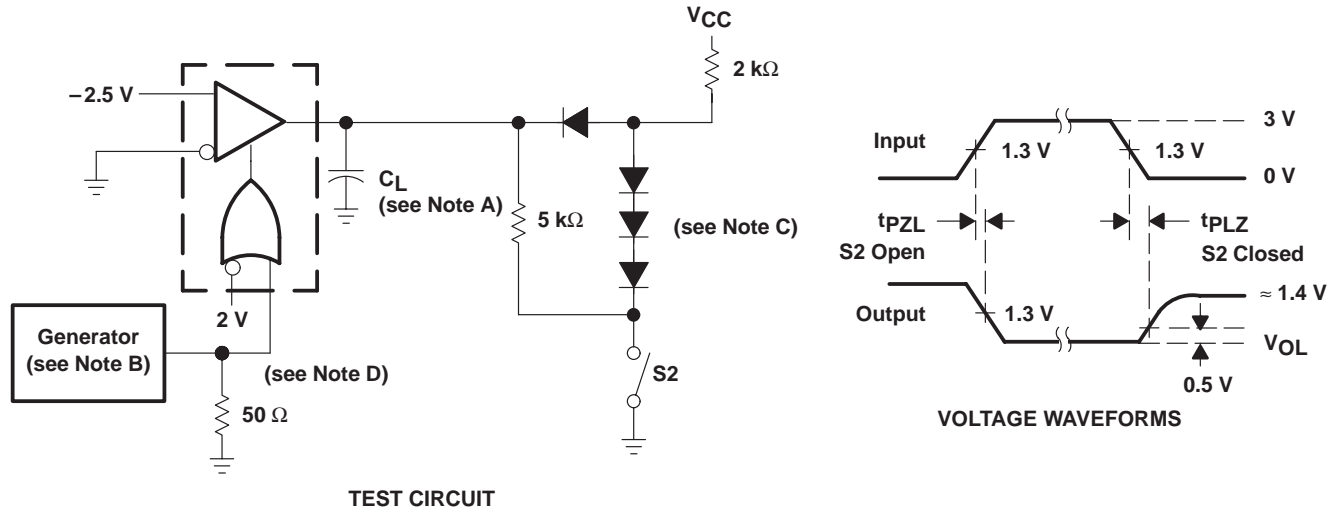 VCC
2 kΩ
−2.5 V
CL
(see Note A)
5 kΩ
(see Note C)
2 V
Generator
(see Note B)
(see Note D)
50 Ω
S2
TEST CIRCUIT
Input
3 V
1.3 V
1.3 V
0 V
tPZL
S2 Open
tPLZ
S2 Closed
Output
1.3 V
≈ 1.4 V
VOL
0.5 V
VOLTAGE WAVEFORMS